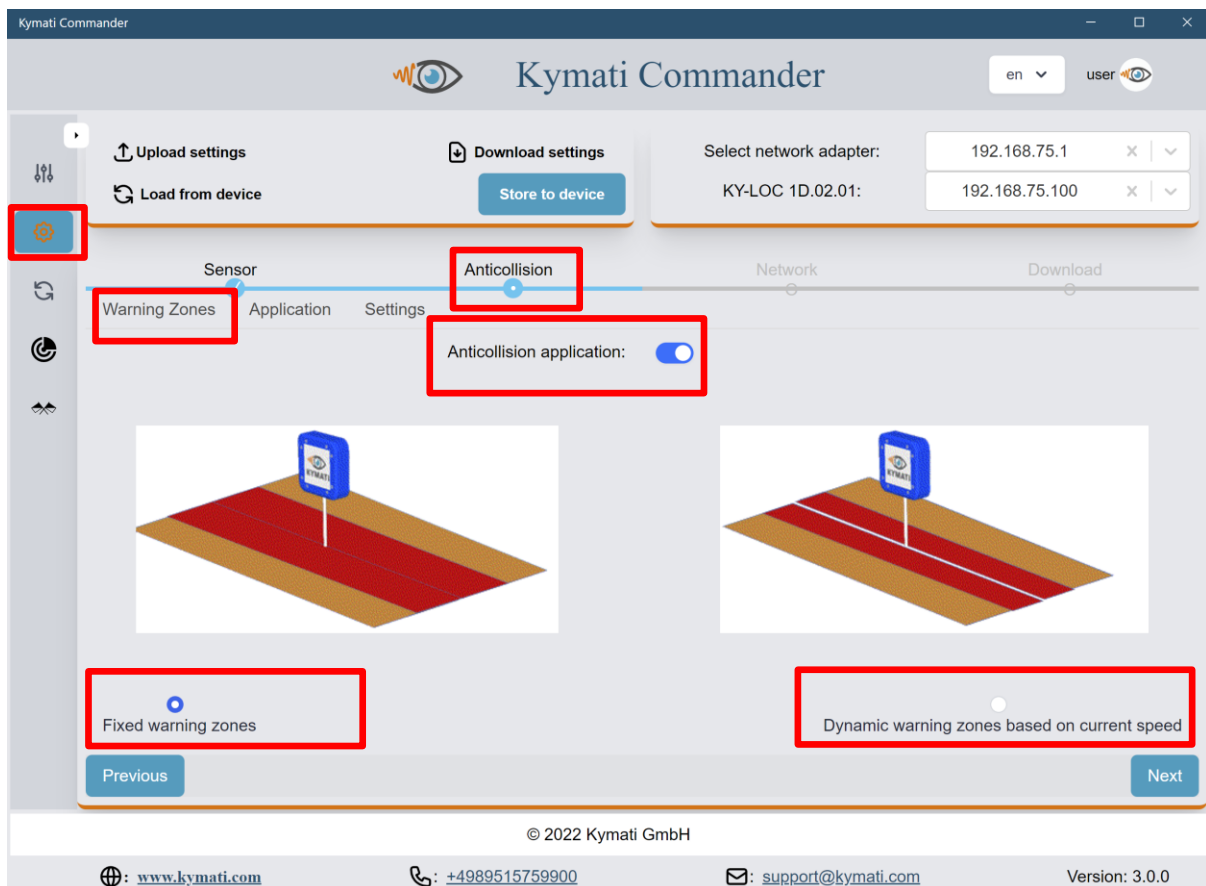 Kymati Commander
Kymati Commander
en
user
Upload settings
Download settings
Load from device
Store to device
Select network adapter:
192.168.75.1
KY-LOC 1D.02.01:
192.168.75.100
Sensor
Anticollision
Network
Download
Warning Zones
Application
Settings
Anticollision application:
KYMATI
KYMATI
Fixed warning zones
Dynamic warning zones based on current speed
Previous
Next
© 2022 Kymati GmbH
: www.kymati.com
: +4989515759900
: support@kymati.com
Version: 3.0.0